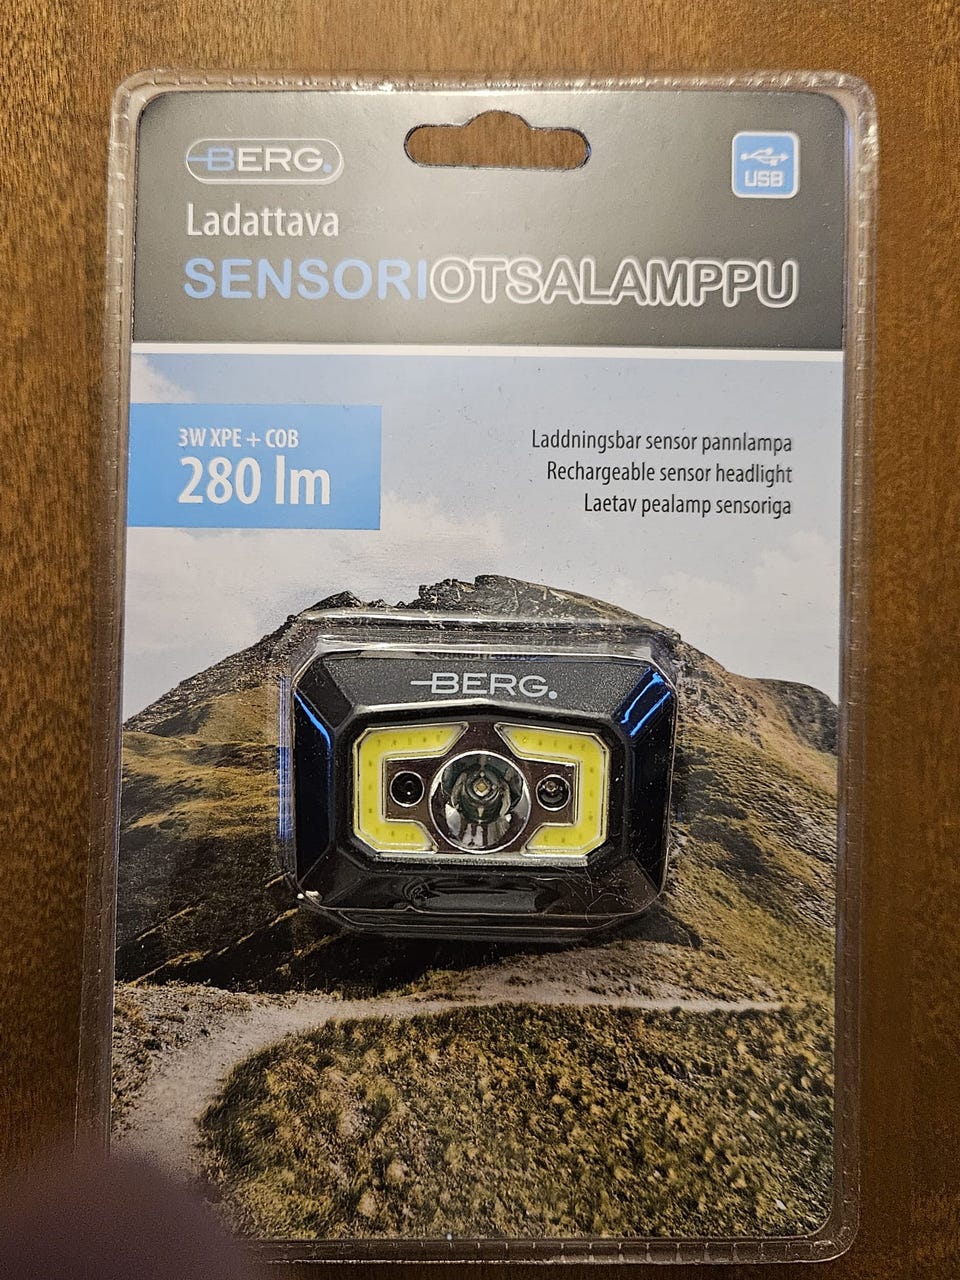 BERG.
USB
Ladattava
SENSORIOTSALAMPPU
3W XPE + COB
280 lm
Laddningsbar sensor pannlampa
Rechargeable sensor headlight
Laetav pealamp sensoriga
BERG.